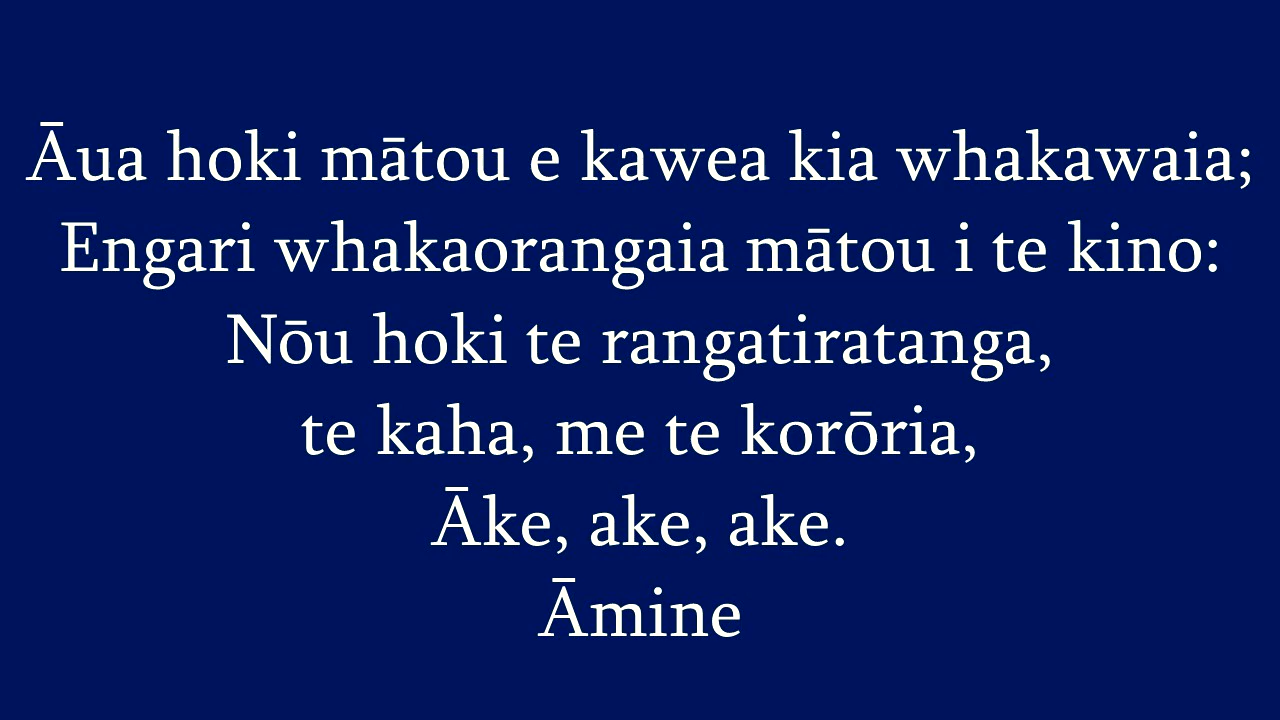 Āua hoki mātou e kawea kia whakawaia;
Engari whakaorangaia mātou i te kino:
Nōu hoki te rangatiratanga,
te kaha, me te korōria,
Āke, ake, ake.
Āmine